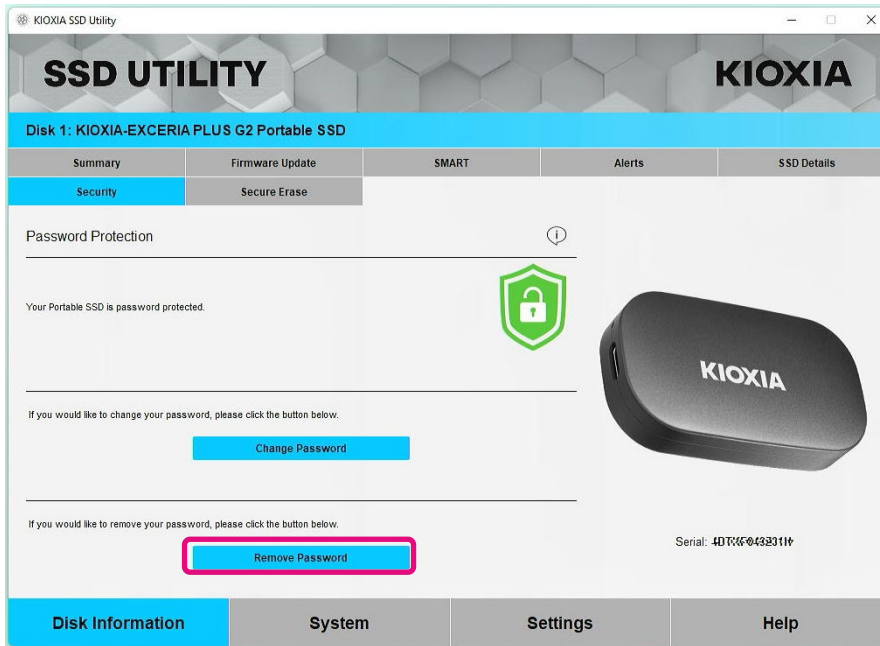 KIOXIA SSD Utility
SSD UTILITY
KIOXIA
Disk 1: KIOXIA-EXCERIA PLUS G2 Portable SSD
Summary Firmware Update SMART Alerts SSD Details
Security Secure Erase
Password Protection
Your Portable SSD is password protected.
KIOXIA
If you would like to change your password, please click the button below.
Change Password
If you would like to remove your password, please click the button below.
Remove Password
Serial:
Disk Information System Settings Help